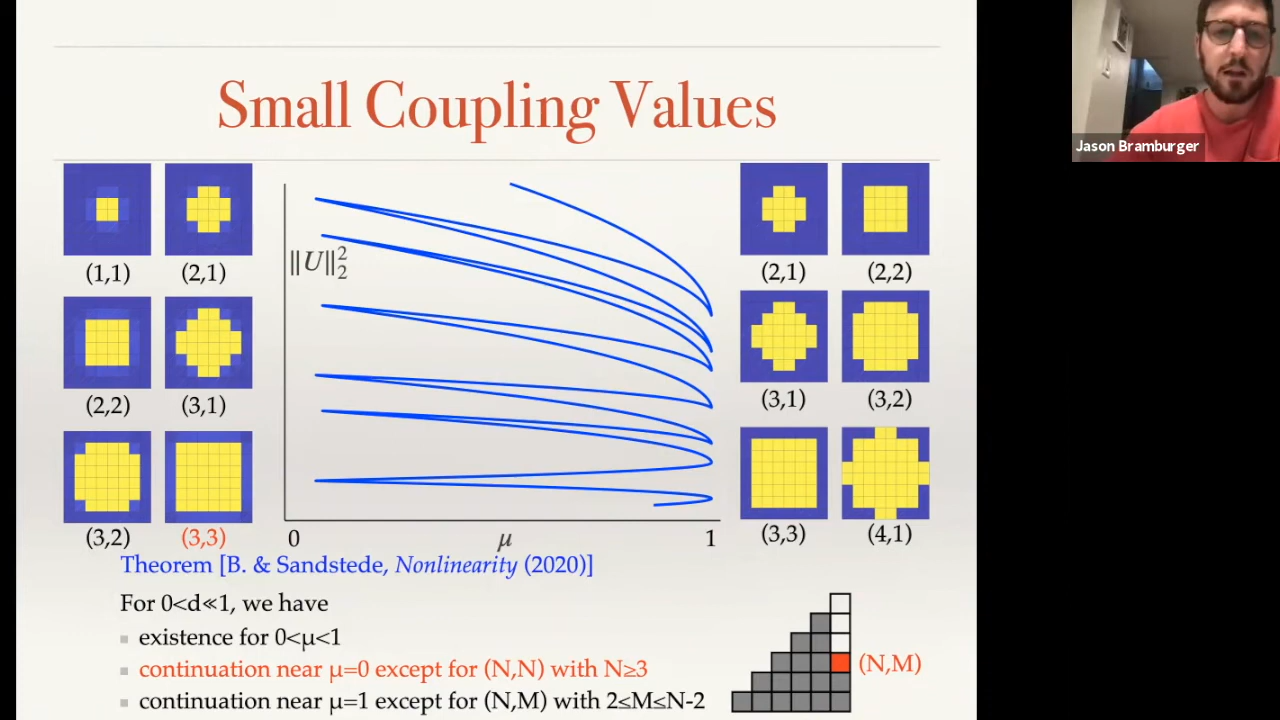 Small Coupling Values
Jason Bramburger
(1,1) (2,1)
(2,2) (3,1)
(3,2) (3,3)
‖U‖₂²
0 μ 1
(2,1) (2,2)
(3,1) (3,2)
(3,3) (4,1)
Theorem [B. & Sandstede, Nonlinearity (2020)]
For 0<d≪1, we have
existence for 0<μ<1
continuation near μ=0 except for (N,N) with N≥3
continuation near μ=1 except for (N,M) with 2≤M≤N-2
(N,M)